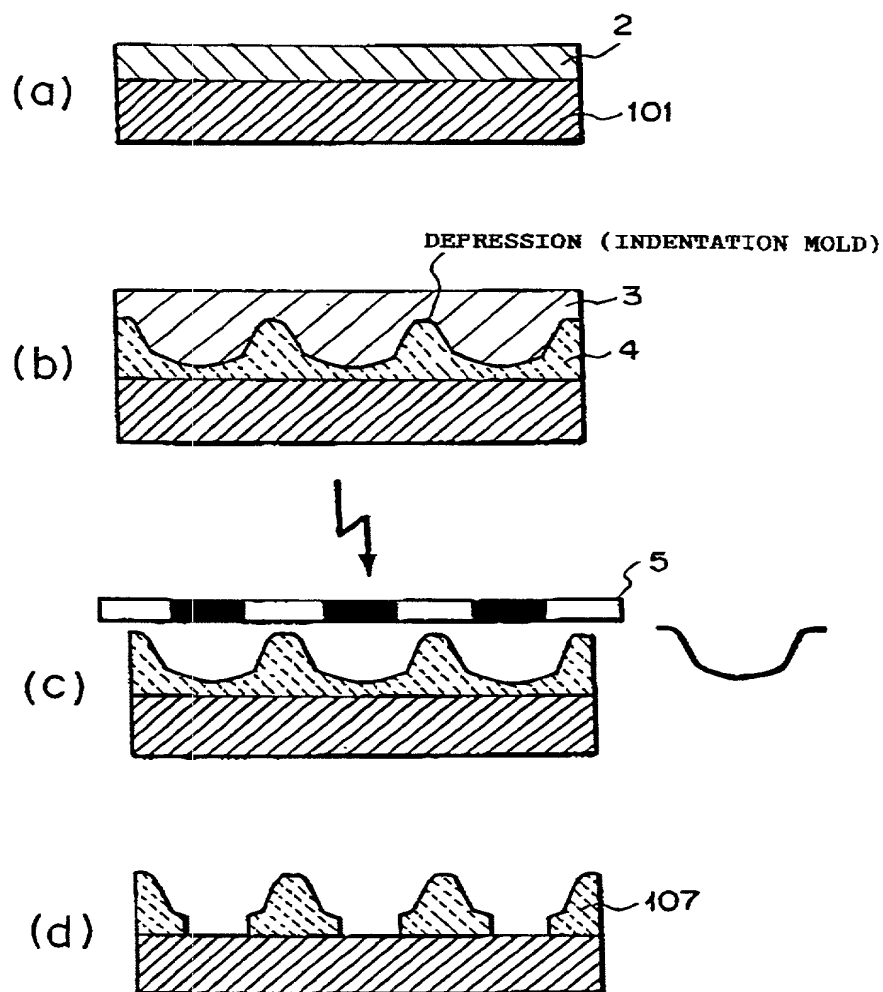 2
(a)
101
DEPRESSION (INDENTATION MOLD)
3
4
(b)
5
(c)
107
(d)